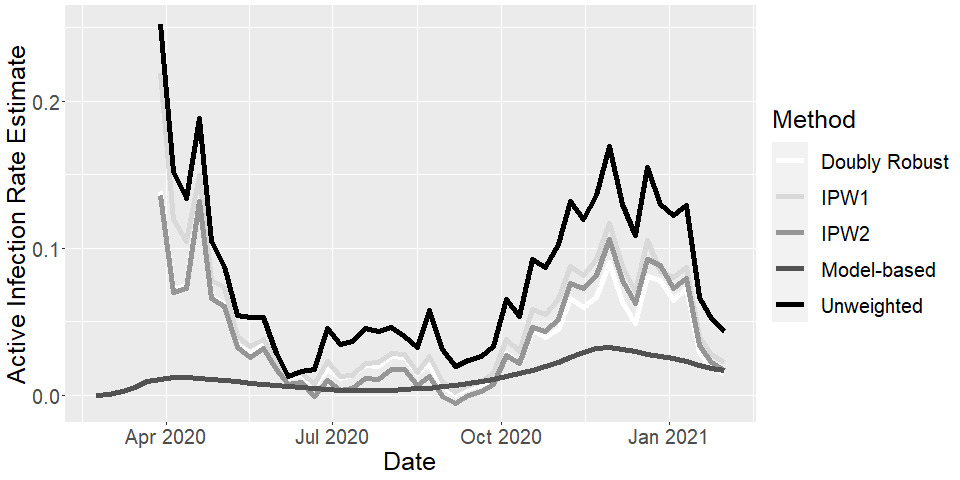 Active Infection Rate Estimate
0.2
0.1
0.0
Apr 2020 Jul 2020 Oct 2020 Jan 2021
Date
Method
Doubly Robust
IPW1
IPW2
Model-based
Unweighted